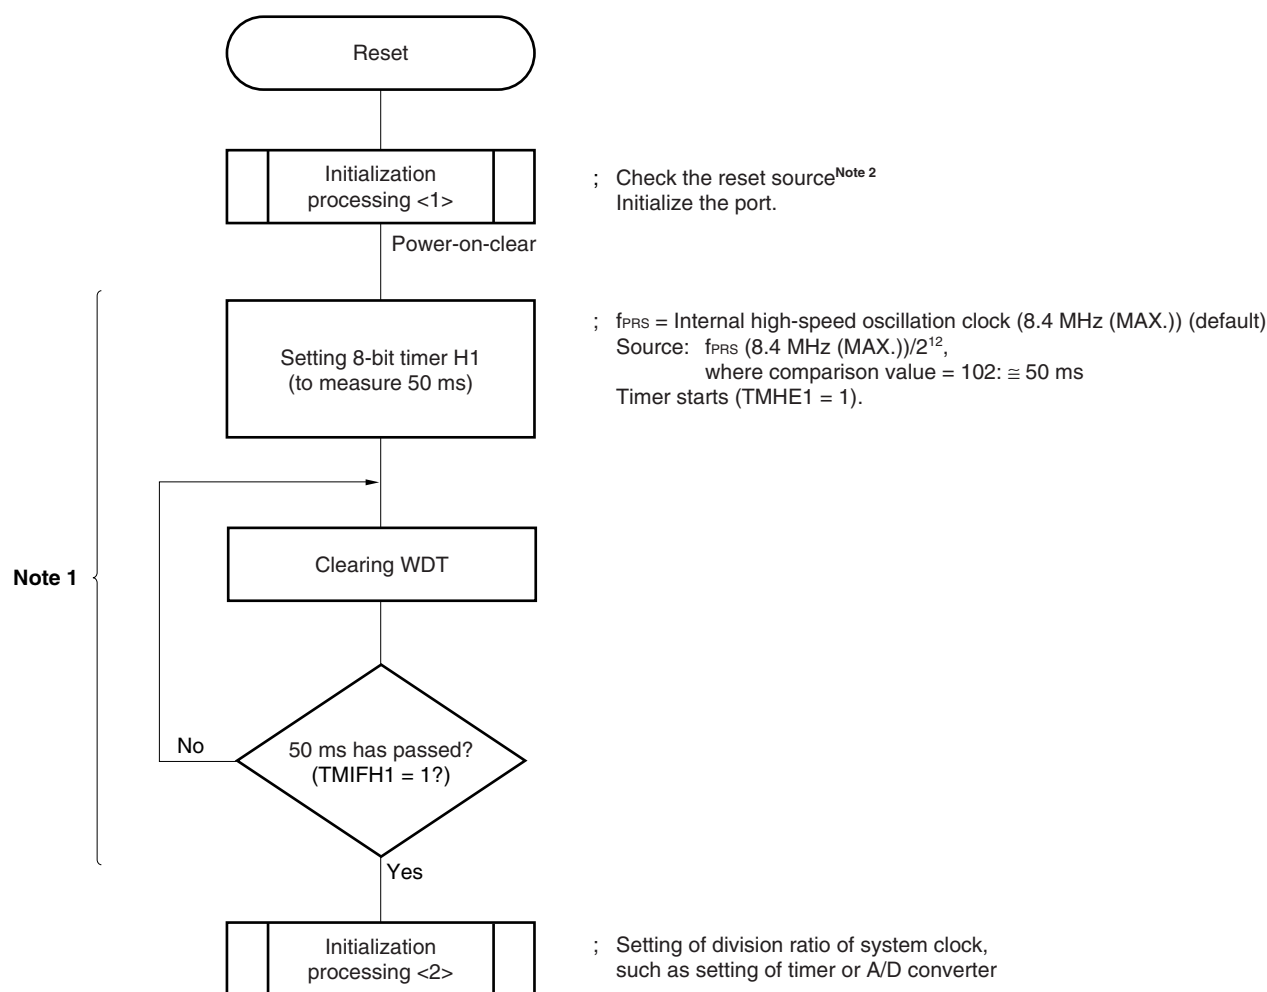 Reset
Initialization
processing <1>
; Check the reset sourceNote 2
Initialize the port.
Power-on-clear
Setting 8-bit timer H1
(to measure 50 ms)
; fPRS = Internal high-speed oscillation clock (8.4 MHz (MAX.)) (default)
Source: fPRS (8.4 MHz (MAX.))/2^12,
where comparison value = 102: ≅ 50 ms
Timer starts (TMHE1 = 1).
Clearing WDT
Note 1
No
50 ms has passed?
(TMIFH1 = 1?)
Yes
Initialization
processing <2>
; Setting of division ratio of system clock,
such as setting of timer or A/D converter